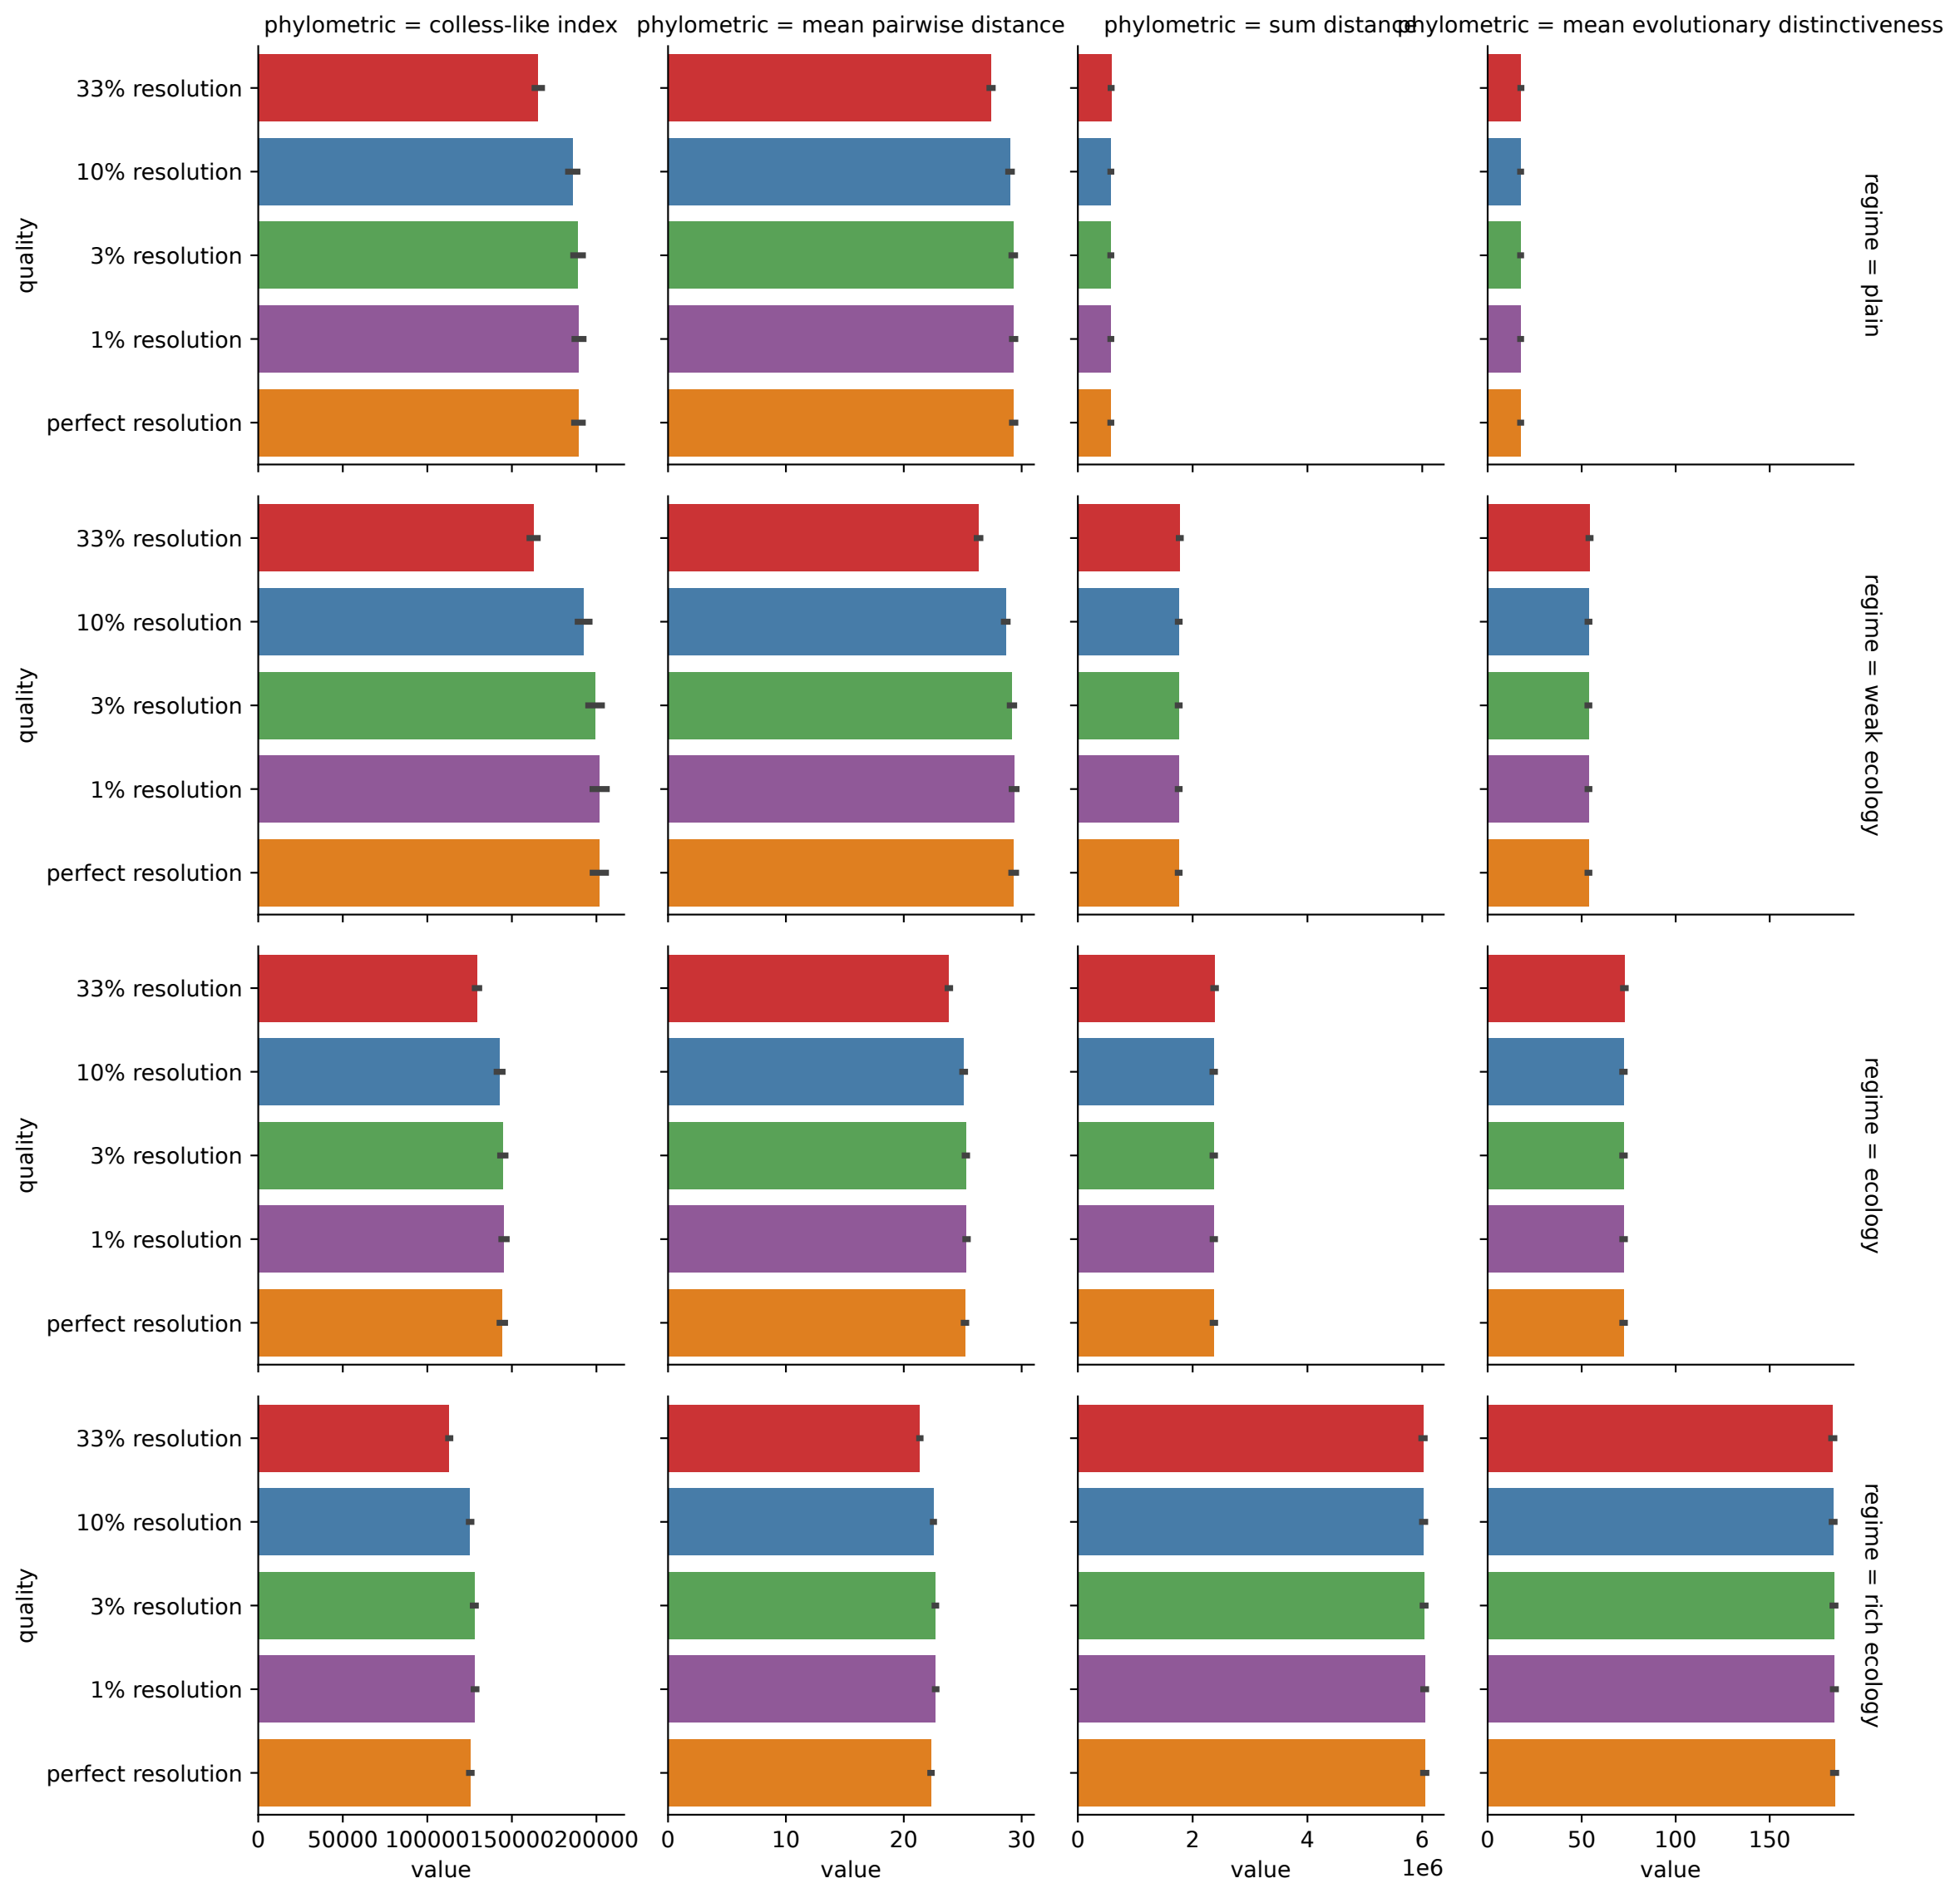 phylometric = colless-like index
phylometric = mean pairwise distance
phylometric = sum distance
phylometric = mean evolutionary distinctiveness
quality
33% resolution
10% resolution
3% resolution
1% resolution
perfect resolution
regime = plain
quality
33% resolution
10% resolution
3% resolution
1% resolution
perfect resolution
regime = weak ecology
quality
33% resolution
10% resolution
3% resolution
1% resolution
perfect resolution
regime = ecology
quality
33% resolution
10% resolution
3% resolution
1% resolution
perfect resolution
regime = rich ecology
0 50000 100000 150000 200000
value
0 10 20 30
value
0 2 4 6
1e6
value
0 50 100 150
value